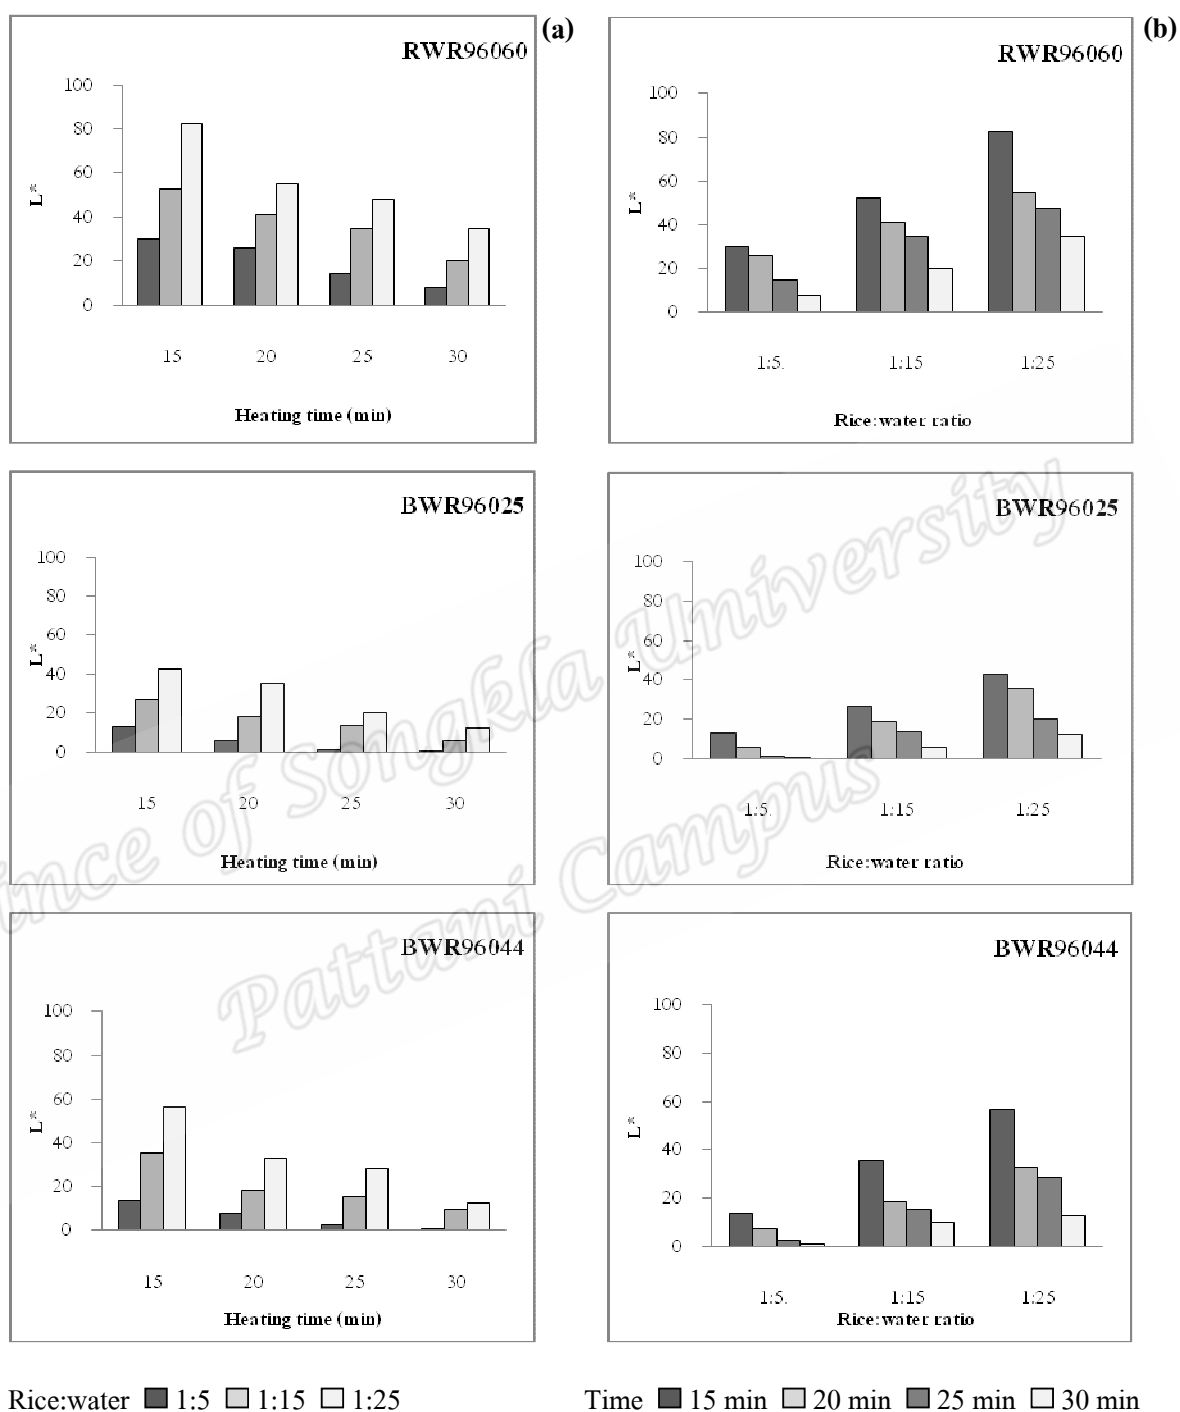 (a)
RWR96060
100
80
60
40
20
0
L*
15 20 25 30
Heating time (min)
(b)
RWR96060
100
80
60
40
20
0
L*
1:5. 1:15 1:25
Rice:water ratio
BWR96025
100
80
60
40
20
0
L*
15 20 25 30
Heating time (min)
BWR96025
100
80
60
40
20
0
L*
1:5. 1:15 1:25
Rice:water ratio
BWR96044
100
80
60
40
20
0
L*
15 20 25 30
Heating time (min)
BWR96044
100
80
60
40
20
0
L*
1:5. 1:15 1:25
Rice:water ratio
Rice:water 1:5 1:15 1:25
Time 15 min 20 min 25 min 30 min
of Songkla University
Pattani Campus